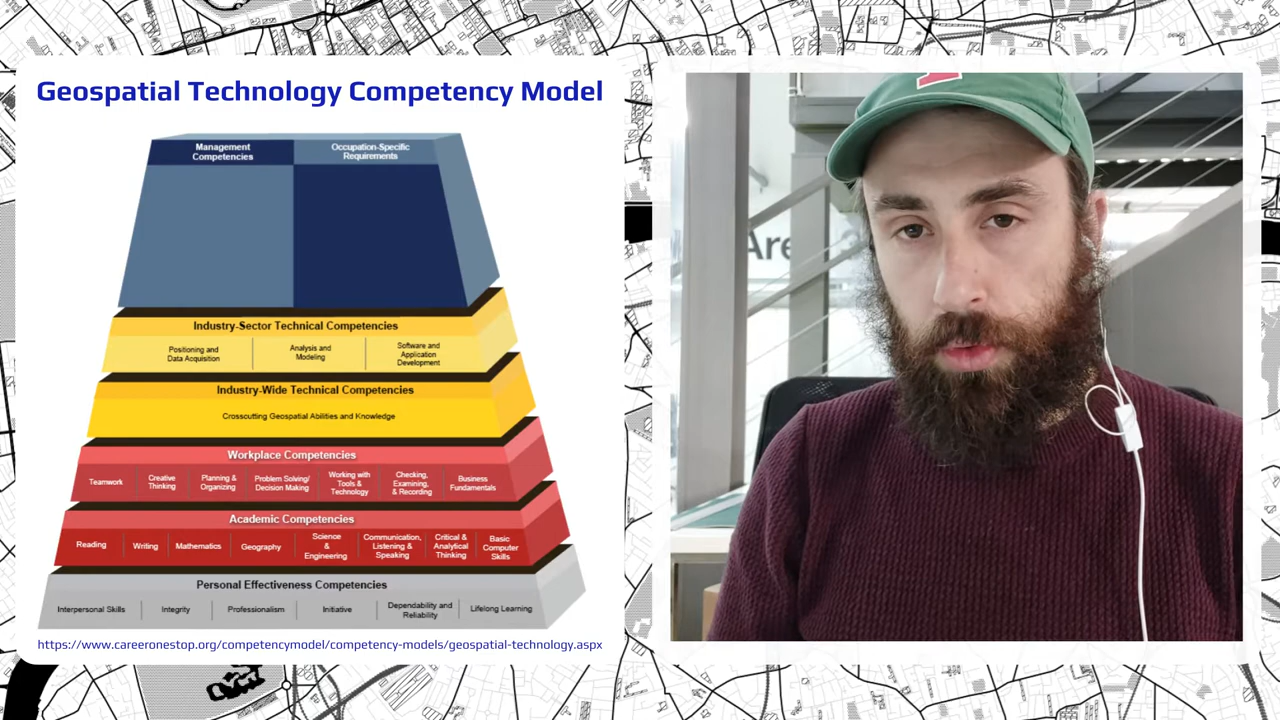 Geospatial Technology Competency Model
Management
Competencies
Occupation-Specific
Requirements
Industry-Sector Technical Competencies
Positioning and
Data Acquisition
Analysis and
Modeling
Software and
Application
Development
Industry-Wide Technical Competencies
Crosscutting Geospatial Abilities and Knowledge
Workplace Competencies
Teamwork
Creative
Thinking
Planning &
Organizing
Problem Solving/
Decision Making
Working with
Tools &
Technology
Checking,
Examining,
& Recording
Business
Fundamentals
Academic Competencies
Reading
Writing
Mathematics
Geography
Science
&
Engineering
Communication,
Listening &
Speaking
Critical &
Analytical
Thinking
Basic
Computer
Skills
Personal Effectiveness Competencies
Interpersonal Skills
Integrity
Professionalism
Initiative
Dependability and
Reliability
Lifelong Learning
https://www.careeronestop.org/competencymodel/competency-models/geospatial-technology.aspx